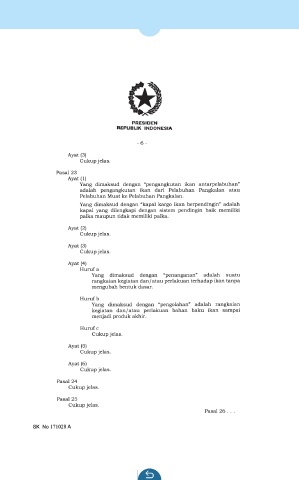 PRESIDEN
REPUBLIK INDONESIA
- 6 -
Ayat (3)
Cukup jelas.
Pasal 23
Ayat (1)
Yang dimaksud dengan “pengangkutan ikan antarpelabuhan”
adalah pengangkutan ikan dari Pelabuhan Pangkalan atau
Pelabuhan Muat ke Pelabuhan Pangkalan.
Yang dimaksud dengan “kapal kargo ikan berpendingin” adalah
kapal yang dilengkapi dengan sistem pendingin baik memiliki
palka maupun tidak memiliki palka.
Ayat (2)
Cukup jelas.
Ayat (3)
Cukup jelas.
Ayat (4)
Huruf a
Yang dimaksud dengan “penanganan” adalah suatu
rangkaian kegiatan dan/atau perlakuan terhadap ikan tanpa
mengubah bentuk dasar.
Huruf b
Yang dimaksud dengan “pengolahan” adalah rangkaian
kegiatan dan/atau perlakuan bahan baku ikan sampai
menjadi produk akhir.
Huruf c
Cukup jelas.
Ayat (5)
Cukup jelas.
Ayat (6)
Cukup jelas.
Pasal 24
Cukup jelas.
Pasal 25
Cukup jelas.
Pasal 26 . . .
SK No 171029 A